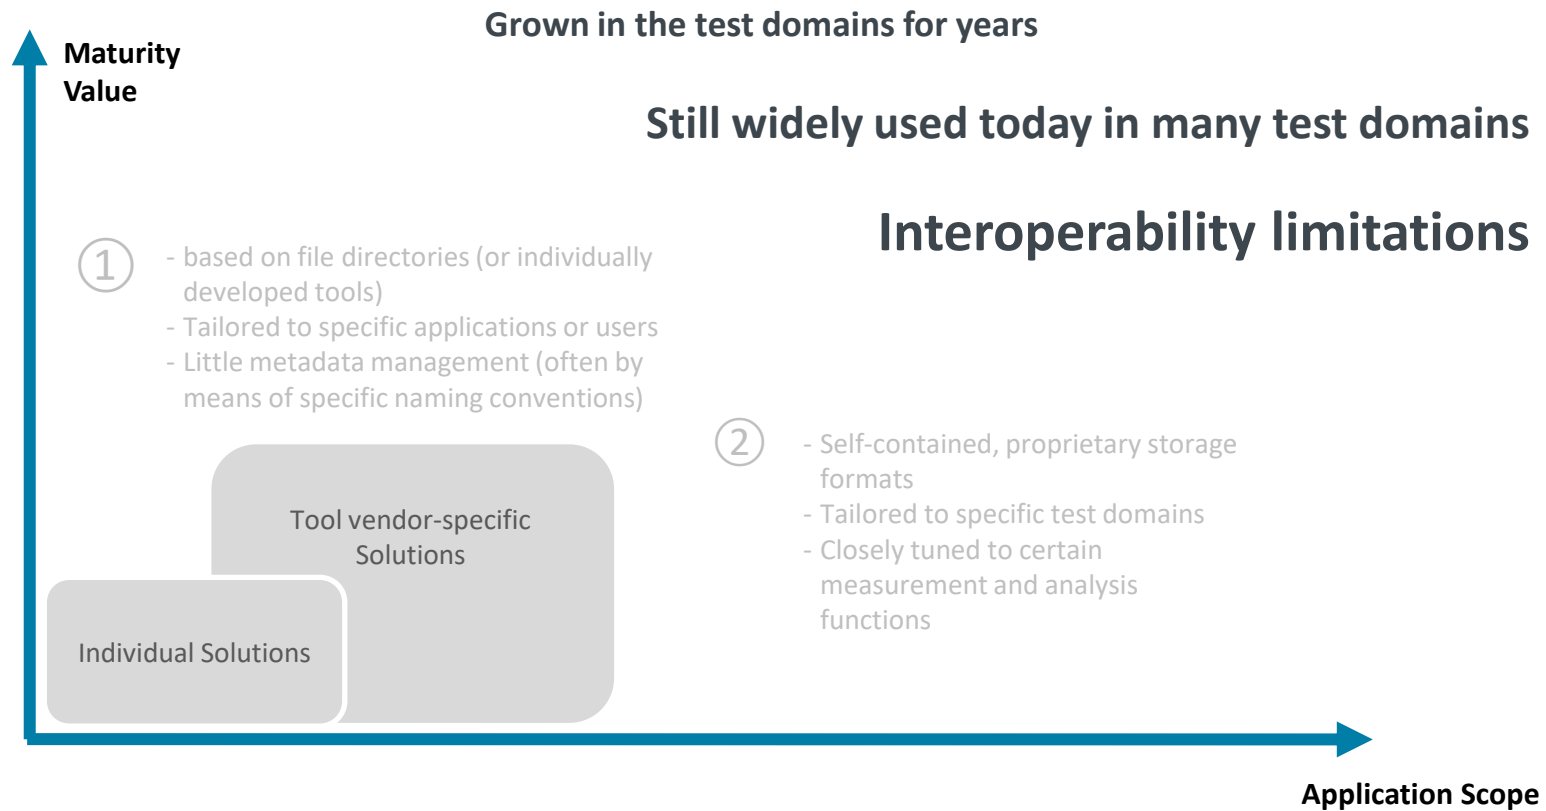 Grown in the test domains for years
Maturity
Value
Still widely used today in many test domains
Interoperability limitations
①
- based on file directories (or individually
developed tools)
- Tailored to specific applications or users
- Little metadata management (often by
means of specific naming conventions)
②
- Self-contained, proprietary storage
formats
- Tailored to specific test domains
- Closely tuned to certain
measurement and analysis
functions
Tool vendor-specific
Solutions
Individual Solutions
Application Scope